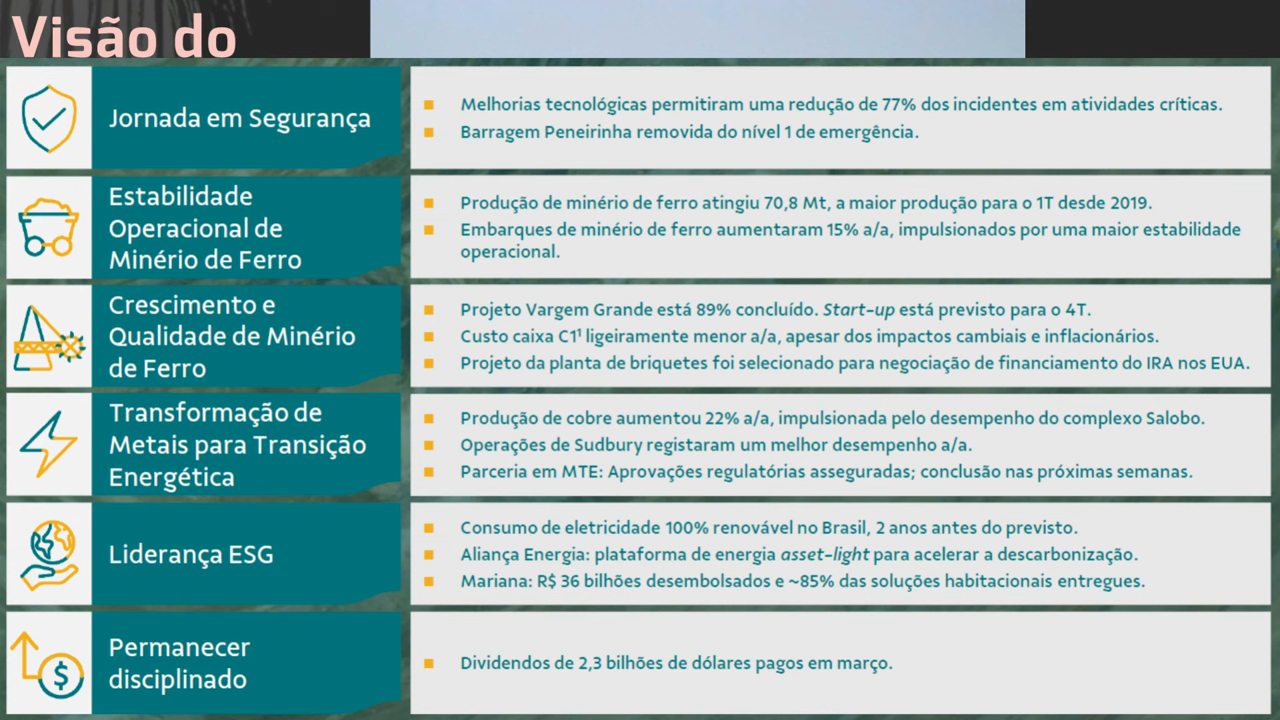 Visão do
Jornada em Segurança
■ Melhorias tecnológicas permitiram uma redução de 77% dos incidentes em atividades críticas.
■ Barragem Peneirinha removida do nível 1 de emergência.
Estabilidade
Operacional de
Minério de Ferro
■ Produção de minério de ferro atingiu 70,8 Mt, a maior produção para o 1T desde 2019.
■ Embarques de minério de ferro aumentaram 15% a/a, impulsionados por uma maior estabilidade
operacional.
Crescimento e
Qualidade de Minério
de Ferro
■ Projeto Vargem Grande está 89% concluído. Start-up está previsto para o 4T.
■ Custo caixa C1¹ ligeiramente menor a/a, apesar dos impactos cambiais e inflacionários.
■ Projeto da planta de briquetes foi selecionado para negociação de financiamento do IRA nos EUA.
Transformação de
Metais para Transição
Energética
■ Produção de cobre aumentou 22% a/a, impulsionada pelo desempenho do complexo Salobo.
■ Operações de Sudbury registaram um melhor desempenho a/a.
■ Parceria em MTE: Aprovações regulatórias asseguradas; conclusão nas próximas semanas.
Liderança ESG
■ Consumo de eletricidade 100% renovável no Brasil, 2 anos antes do previsto.
■ Aliança Energia: plataforma de energia asset-light para acelerar a descarbonização.
■ Mariana: R$ 36 bilhões desembolsados e ~85% das soluções habitacionais entregues.
Permanecer
disciplinado
$
■ Dividendos de 2,3 bilhões de dólares pagos em março.